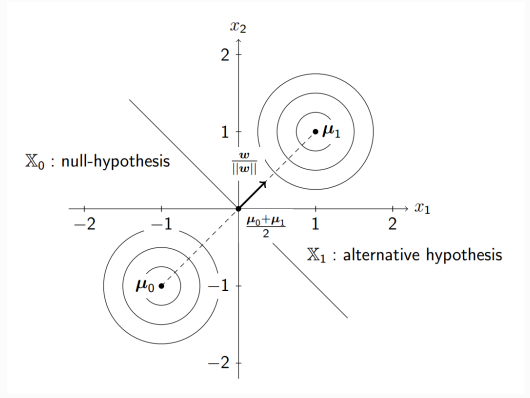 x₂
2
1
μ₁
w
||w||
𝕏₀ : null-hypothesis
x₁
−2
−1
1
2
μ₀+μ₁
2
𝕏₁ : alternative hypothesis
μ₀
−1
−2